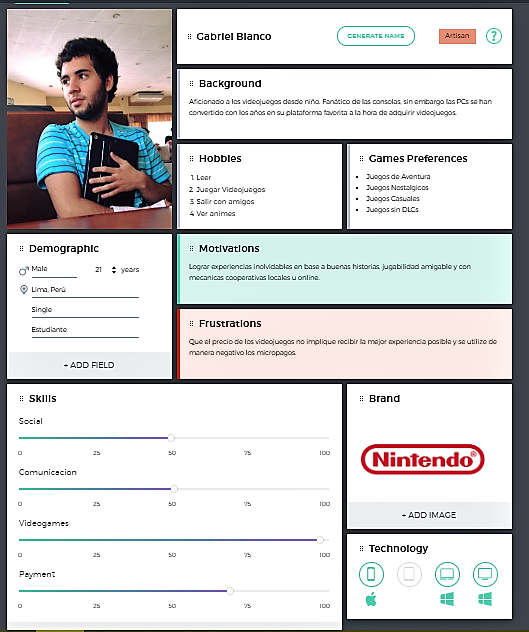 Gabriel Blanco
GENERATE NAME
Artisan
?
Background
Aficionado a los videojuegos desde niño. Fanático de las consolas, sin embargo las PCs se han
convertido con los años en su plataforma favorita a la hora de adquirir videojuegos.
Hobbies
1. Leer
2. Juegar Videojuegos
3. Salir con amigos
4. Ver animes
Games Preferences
Juegos de Aventura
Juegos Nostalgicos
Juegos Casuales
Juegos sin DLCs
Demographic
Male
21 years
Lima, Perú
Single
Estudiante
+ ADD FIELD
Motivations
Lograr experiencias inolvidables en base a buenas historias, jugabilidad amigable y con
mecanicas cooperativas locales u online.
Frustrations
Que el precio de los videojuegos no implique recibir la mejor experiencia posible y se utilize de
manera negativo los micropagos.
Skills
Social
0 25 50 75 100
Comunicacion
0 25 50 75 100
Videogames
0 25 50 75 100
Payment
0 25 50 75 100
Brand
Nintendo
+ ADD IMAGE
Technology